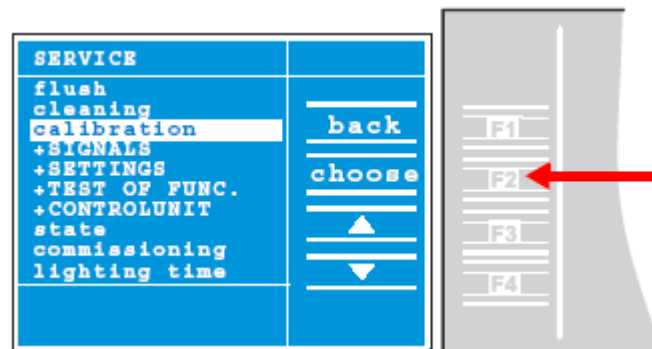 SERVICE
flush
cleaning
calibration
+SIGNALS
+SETTINGS
+TEST OF FUNC.
+CONTROLUNIT
state
commissioning
lighting time
back
choose
F1
F2
F3
F4